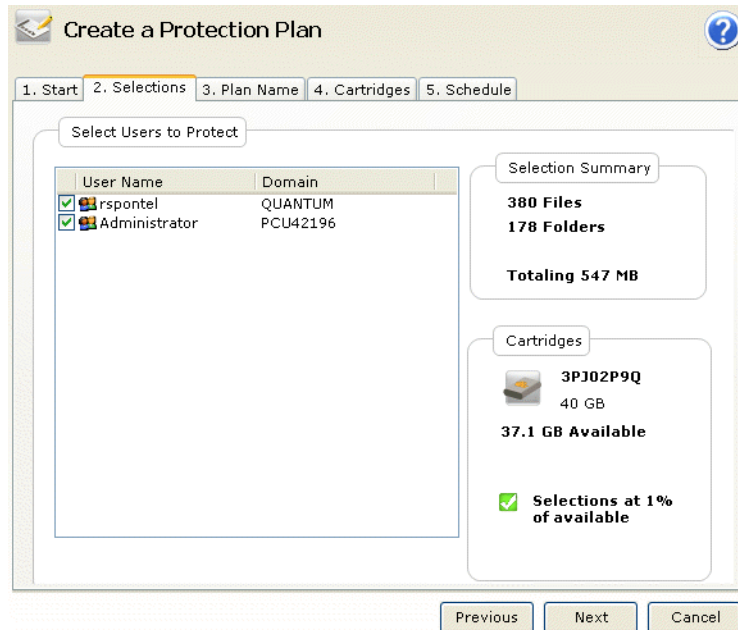 Create a Protection Plan
?
1. Start 2. Selections 3. Plan Name 4. Cartridges 5. Schedule
Select Users to Protect
User Name Domain
rspontel QUANTUM
Administrator PCU42196
Selection Summary
380 Files
178 Folders
Totaling 547 MB
Cartridges
3PJ02P9Q
40 GB
37.1 GB Available
Selections at 1%
of available
Previous Next Cancel